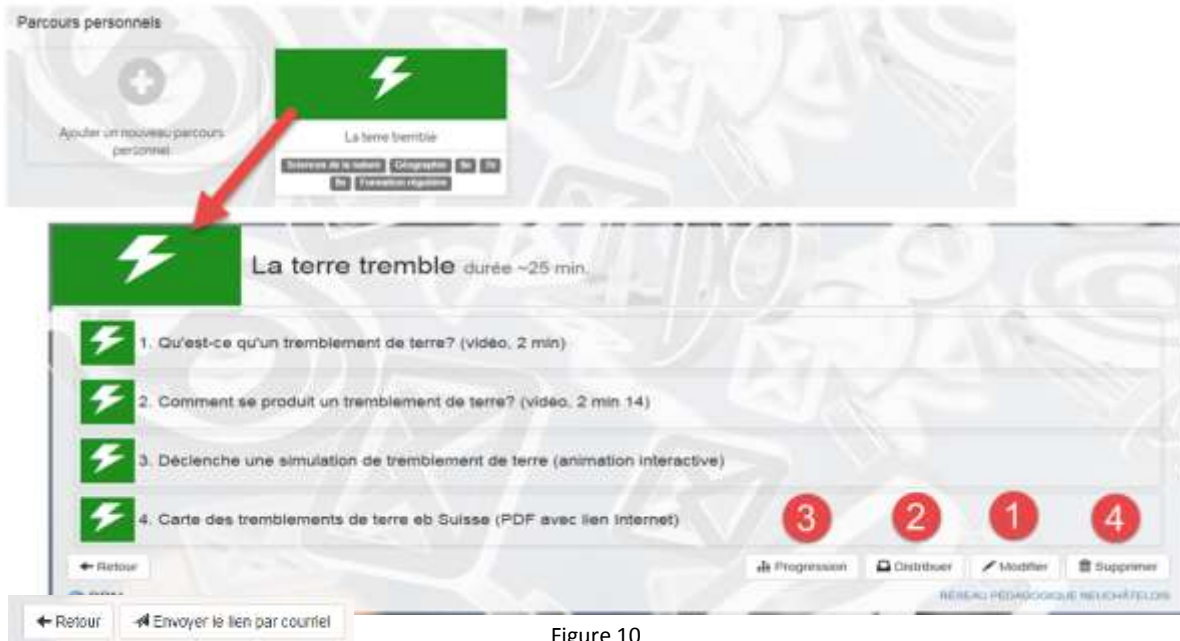 Parcours personnels
Ajouter un nouveau parcours
personnel
La terre tremble
Sciences de la nature Géographie
Formation régulière
La terre tremble durée ~25 min.
1. Qu'est-ce qu'un tremblement de terre? (vidéo, 2 min)
2. Comment se produit un tremblement de terre? (vidéo, 2 min 14)
3. Déclenche une simulation de tremblement de terre (animation interactive)
4. Carte des tremblements de terre eb Suisse (PDF avec lien Internet)
3 2 1 4
Retour Progression Distribuer Modifier Supprimer
RÉSEAU PÉDAGOGIQUE NEUCHÂTELOIS
Retour Envoyer le lien par courriel
Figure 10